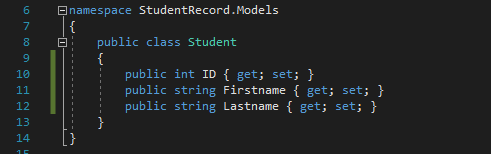 6 namespace StudentRecord.Models
7 {
8 public class Student
9 {
10 public int ID { get; set; }
11 public string Firstname { get; set; }
12 public string Lastname { get; set; }
13 }
14 }
15